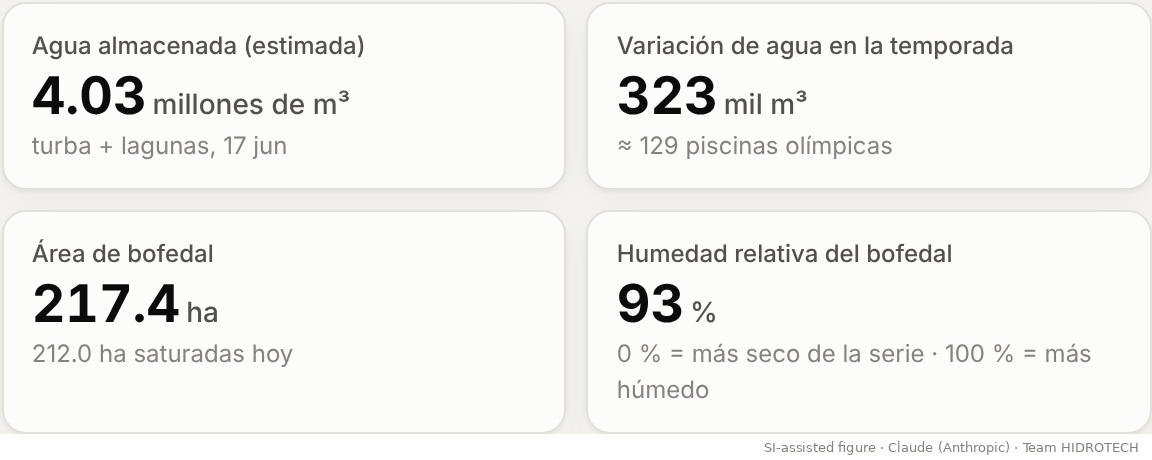 Agua almacenada (estimada)
4.03 millones de m³
turba + lagunas, 17 jun
Variación de agua en la temporada
323 mil m³
≈ 129 piscinas olímpicas
Área de bofedal
217.4 ha
212.0 ha saturadas hoy
Humedad relativa del bofedal
93 %
0 % = más seco de la serie · 100 % = más
húmedo
SI-assisted figure · Claude (Anthropic) · Team HIDROTECH